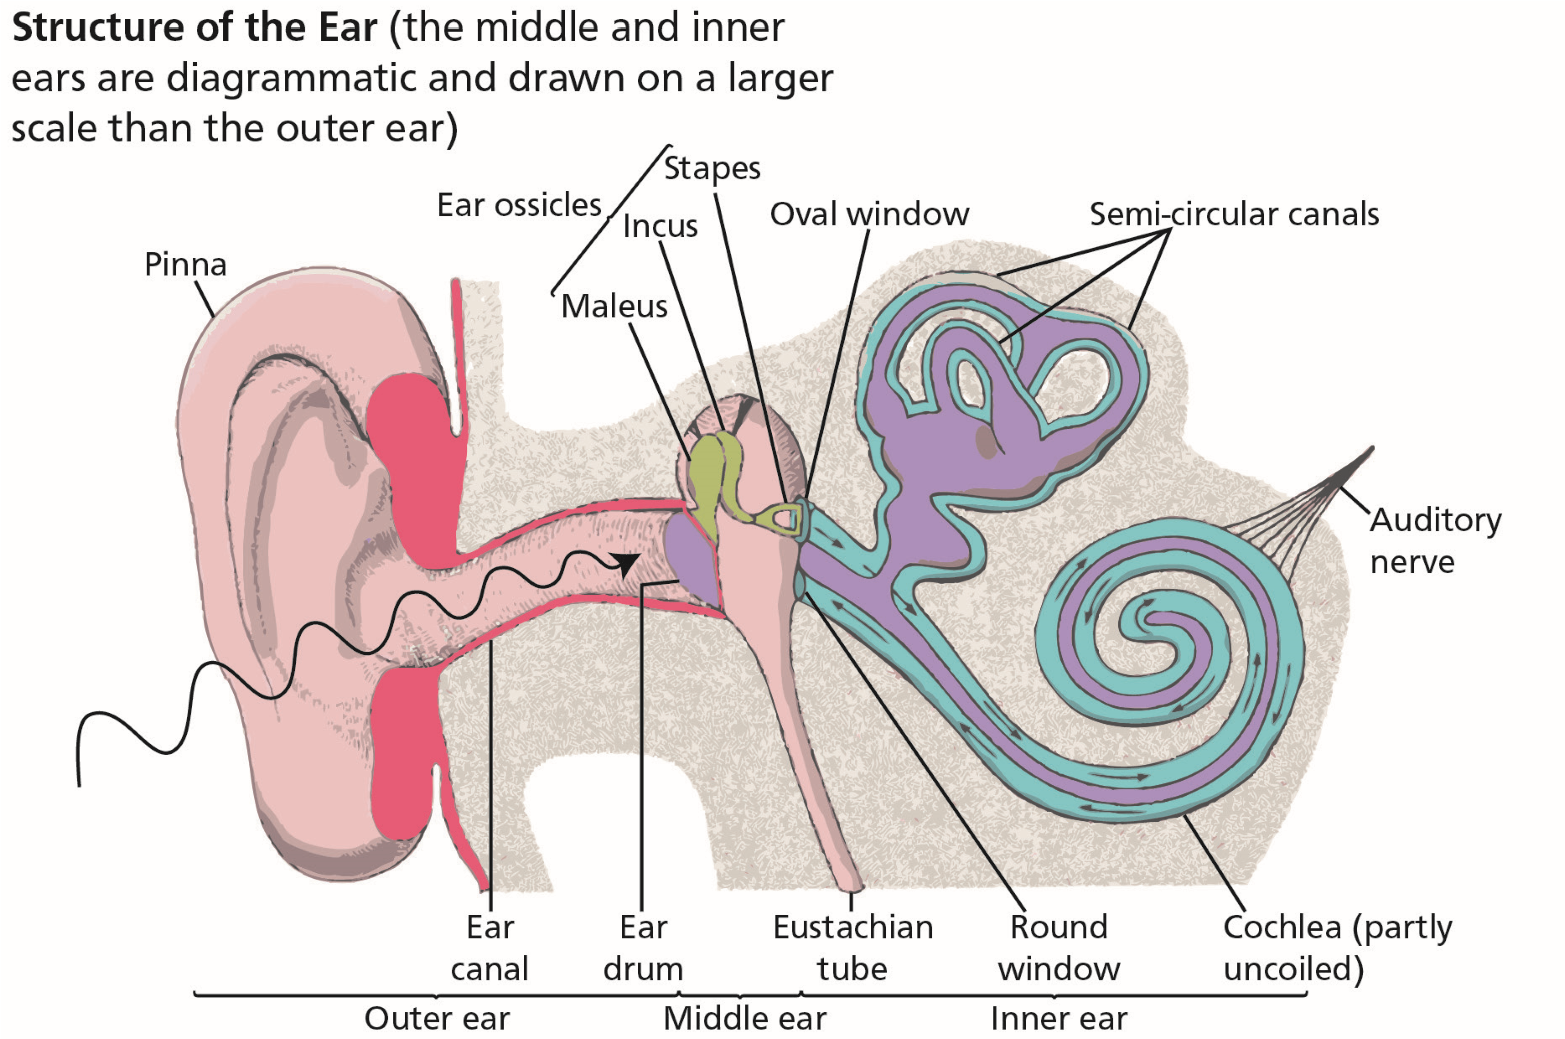 Structure of the Ear (the middle and inner
ears are diagrammatic and drawn on a larger
scale than the outer ear)
Stapes
Ear ossicles
Incus
Oval window
Semi-circular canals
Pinna
Maleus
Auditory
nerve
Ear
canal
Ear
drum
Eustachian
tube
Round
window
Cochlea (partly
uncoiled)
Outer ear
Middle ear
Inner ear